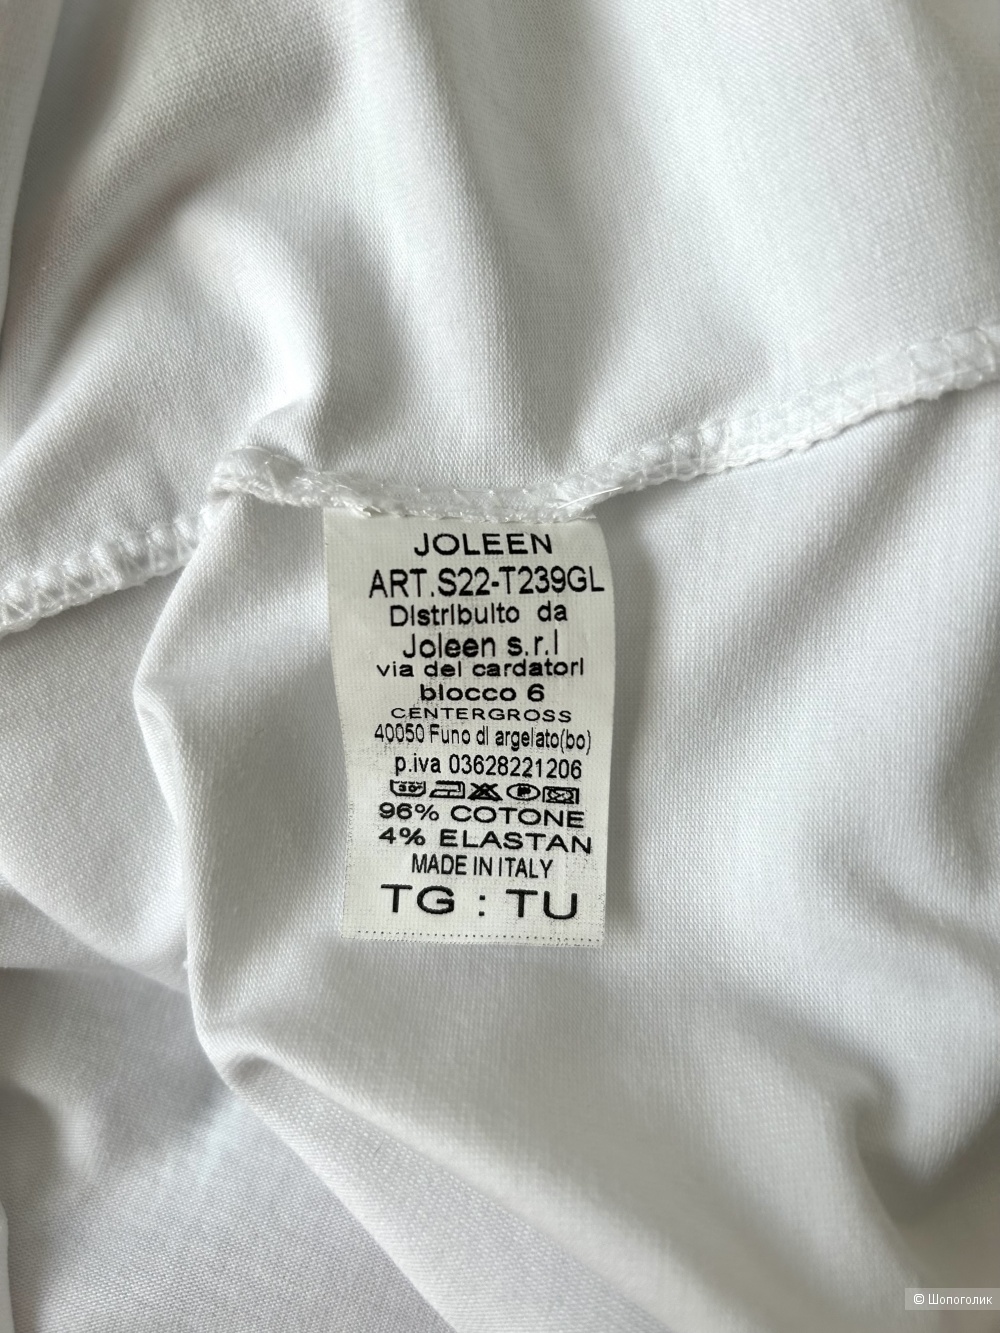 JOLEEN
ART.S22-T239GL
Distribuito da
Joleen s.r.l
via dei cardatori
blocco 6
CENTERGROSS
40050 Funo di argelato(bo)
p.iva 03628221206
30° P
96% COTONE
4% ELASTAN
MADE IN ITALY
TG : TU
© Шопоголик